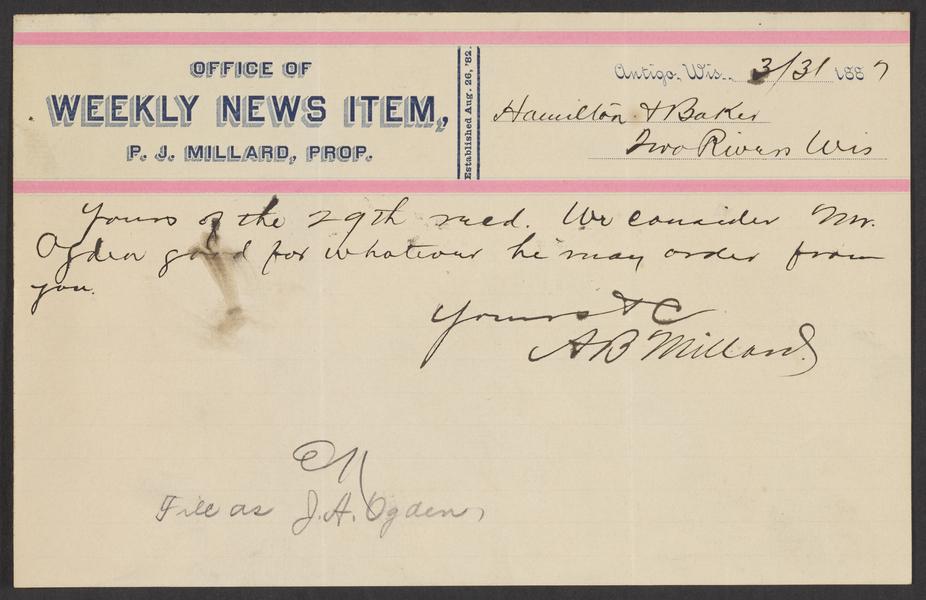 OFFICE OF
WEEKLY NEWS ITEM,
P. J. MILLARD, PROP.
Established Aug. 26, '82.
Antigo, Wis., 3/31 1887
Hamilton & Baker
Two Rivers Wis
Yours of the 29th recd. We consider Mr.
Ogden good for whatever he may order from
you.
Yours &C
A B Millard
File as J.A. Ogden